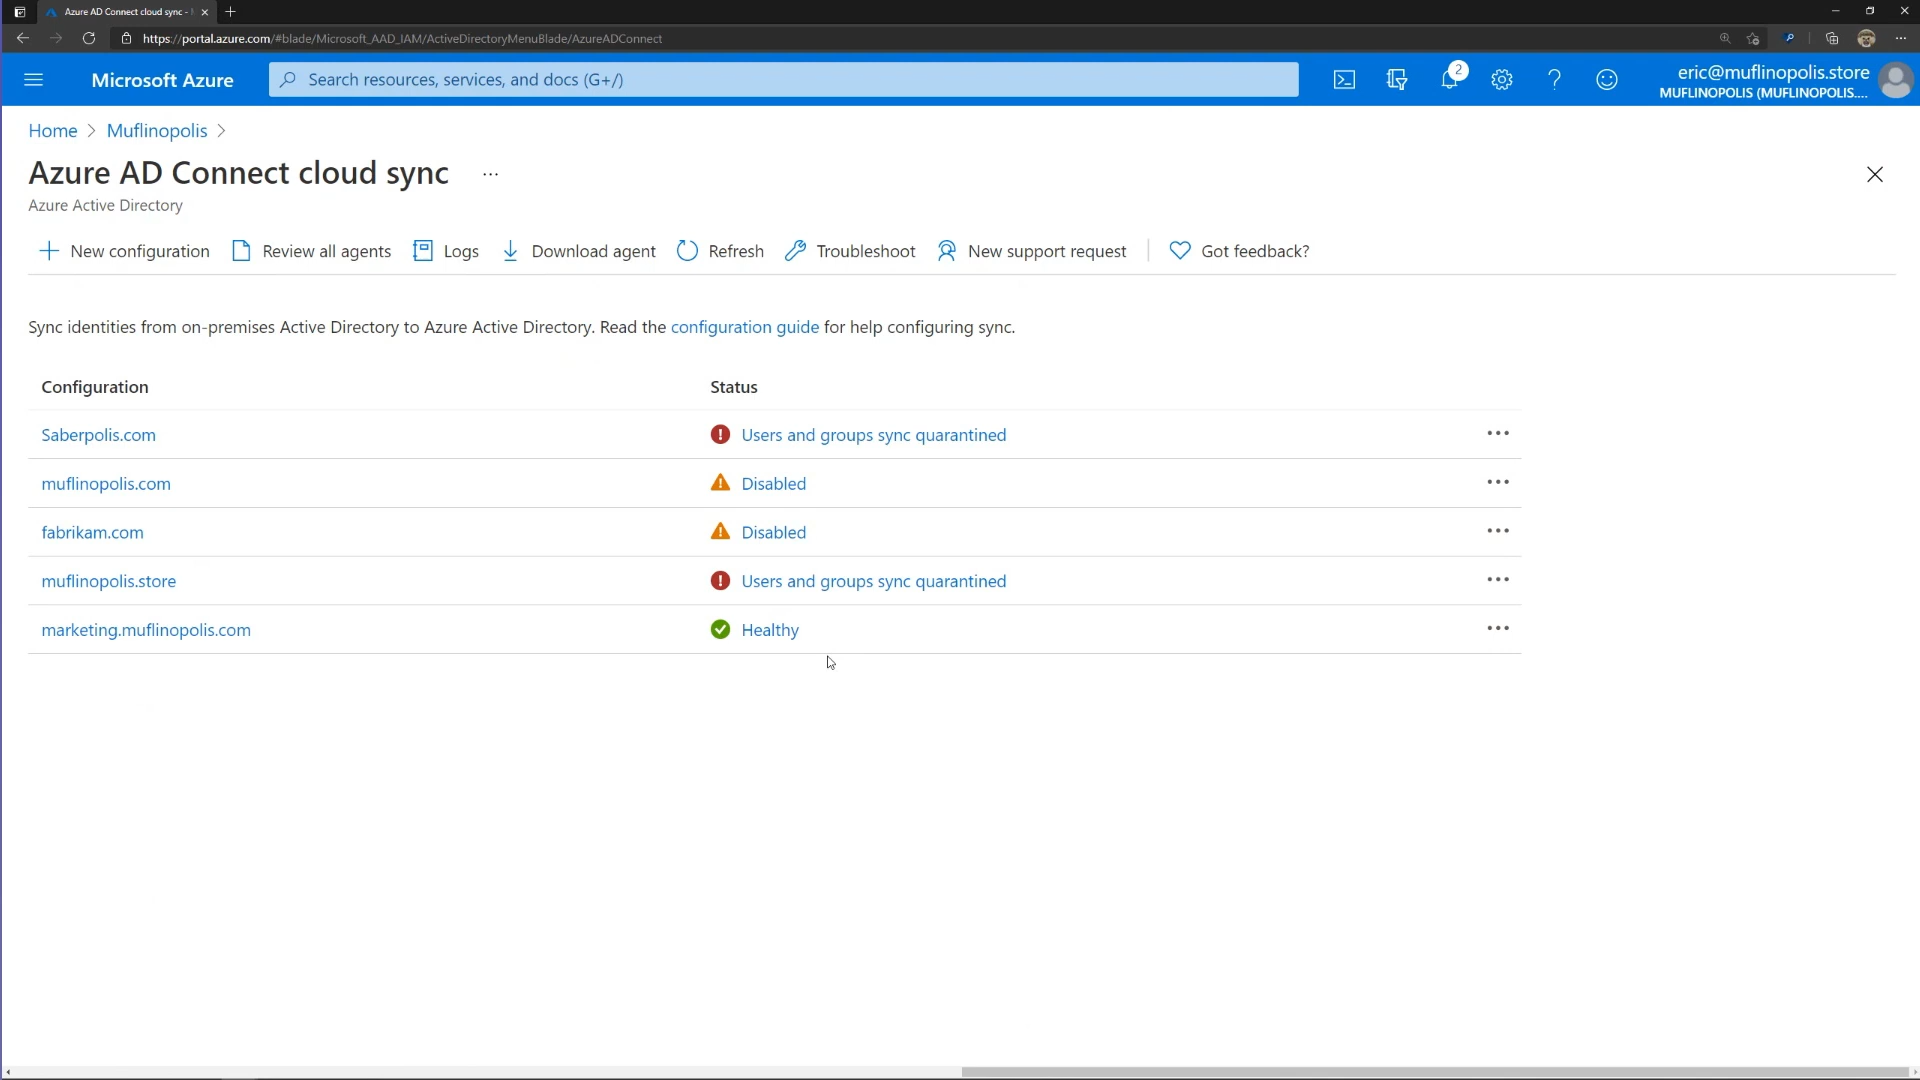 Azure AD Connect cloud sync -
https://portal.azure.com/#blade/Microsoft_AAD_IAM/ActiveDirectoryMenuBlade/AzureADConnect
Microsoft Azure
Search resources, services, and docs (G+/)
2
eric@muflinopolis.store
MUFLINOPOLIS (MUFLINOPOLIS....
Home > Muflinopolis >
Azure AD Connect cloud sync ...
Azure Active Directory
New configuration Review all agents Logs Download agent Refresh Troubleshoot New support request Got feedback?
Sync identities from on-premises Active Directory to Azure Active Directory. Read the configuration guide for help configuring sync.
Configuration Status
Saberpolis.com Users and groups sync quarantined
muflinopolis.com Disabled
fabrikam.com Disabled
muflinopolis.store Users and groups sync quarantined
marketing.muflinopolis.com Healthy